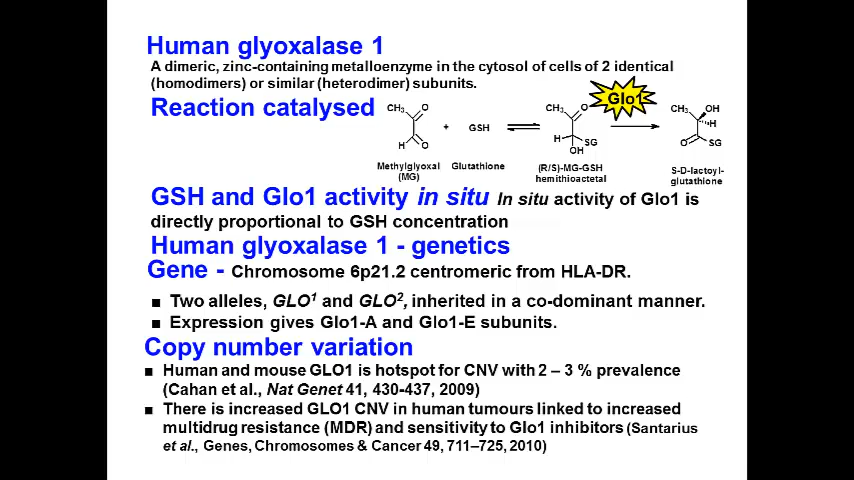 Human glyoxalase 1
A dimeric, zinc-containing metalloenzyme in the cytosol of cells of 2 identical
(homodimers) or similar (heterodimer) subunits.
Reaction catalysed
CH₃ O H O + GSH CH₃ O H SG OH Glo1 CH₃ OH H O SG
Methylglyoxal (MG) Glutathione (R/S)-MG-GSH hemithioactetal S-D-lactoyl-glutathione
GSH and Glo1 activity in situ In situ activity of Glo1 is
directly proportional to GSH concentration
Human glyoxalase 1 - genetics
Gene - Chromosome 6p21.2 centromeric from HLA-DR.
■ Two alleles, GLO¹ and GLO², inherited in a co-dominant manner.
■ Expression gives Glo1-A and Glo1-E subunits.
Copy number variation
■ Human and mouse GLO1 is hotspot for CNV with 2 – 3 % prevalence
(Cahan et al., Nat Genet 41, 430-437, 2009)
■ There is increased GLO1 CNV in human tumours linked to increased
multidrug resistance (MDR) and sensitivity to Glo1 inhibitors (Santarius
et al., Genes, Chromosomes & Cancer 49, 711–725, 2010)